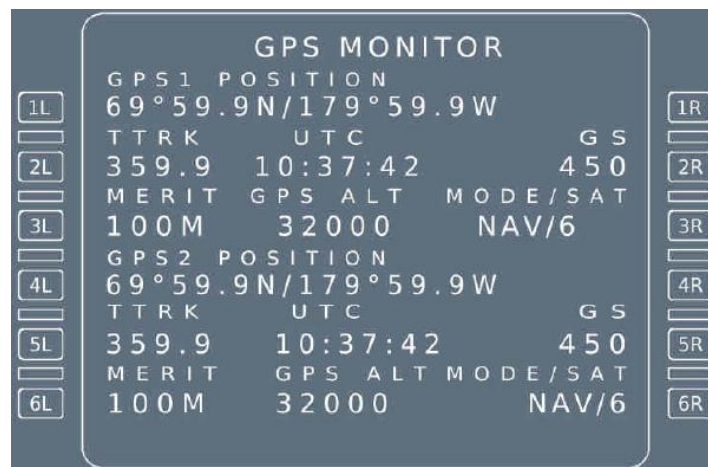 GPS MONITOR
GPS1 POSITION
1L 69°59.9N/179°59.9W 1R
TTRK UTC GS
2L 359.9 10:37:42 450 2R
MERIT GPS ALT MODE/SAT
3L 100M 32000 NAV/6 3R
GPS2 POSITION
4L 69°59.9N/179°59.9W 4R
TTRK UTC GS
5L 359.9 10:37:42 450 5R
MERIT GPS ALT MODE/SAT
6L 100M 32000 NAV/6 6R